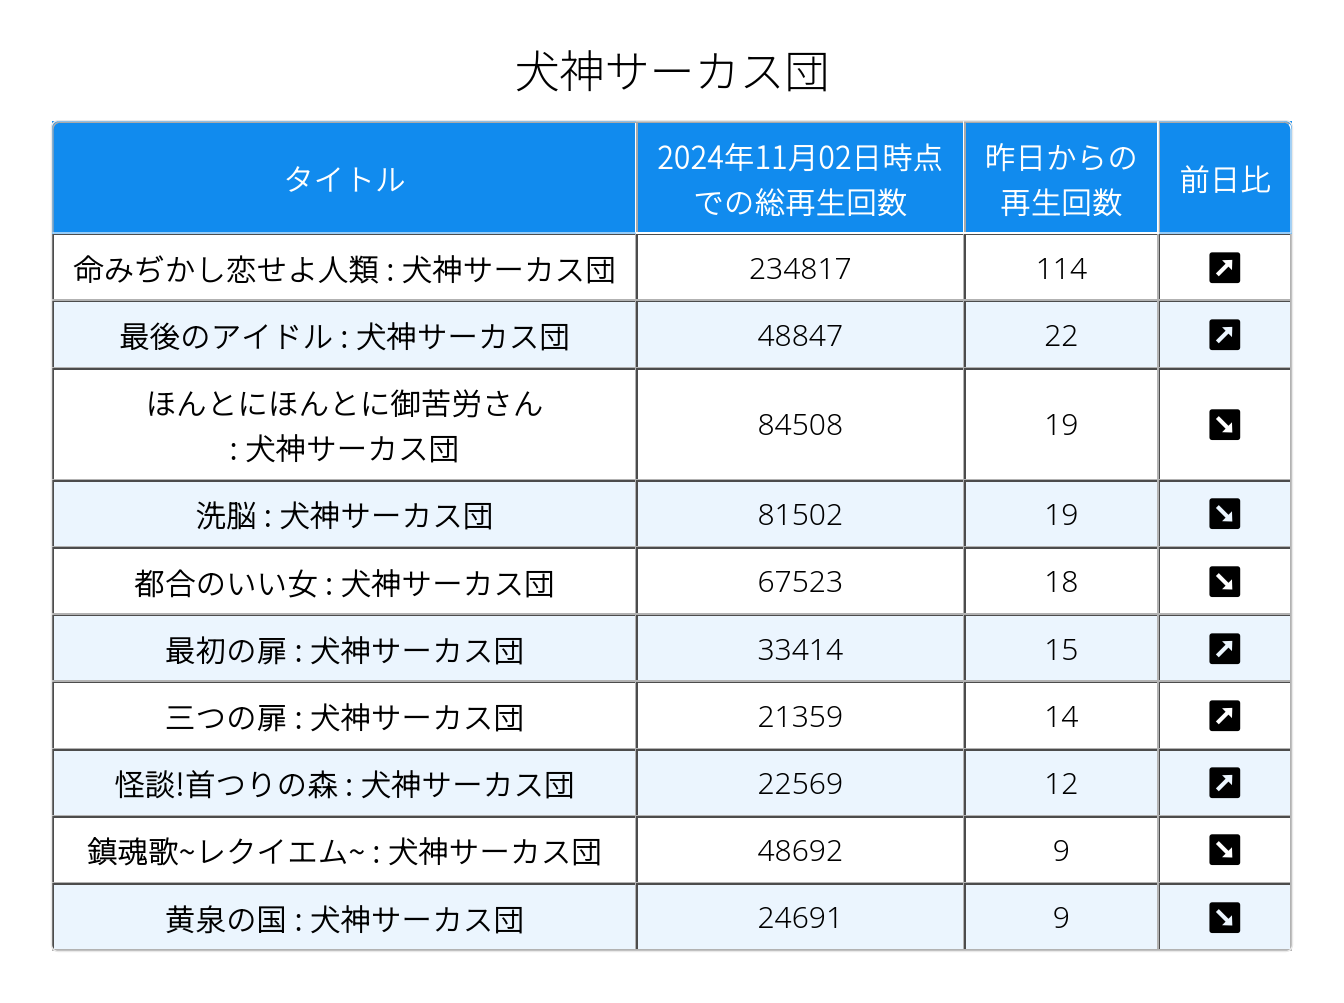 犬神サーカス団
タイトル
2024年11月02日時点
での総再生回数
昨日からの
再生回数
前日比
命みぢかし恋せよ人類 : 犬神サーカス団 234817 114
最後のアイドル : 犬神サーカス団 48847 22
ほんとにほんとに御苦労さん
: 犬神サーカス団 84508 19
洗脳 : 犬神サーカス団 81502 19
都合のいい女 : 犬神サーカス団 67523 18
最初の扉 : 犬神サーカス団 33414 15
三つの扉 : 犬神サーカス団 21359 14
怪談!首つりの森 : 犬神サーカス団 22569 12
鎮魂歌~レクイエム~ : 犬神サーカス団 48692 9
黄泉の国 : 犬神サーカス団 24691 9